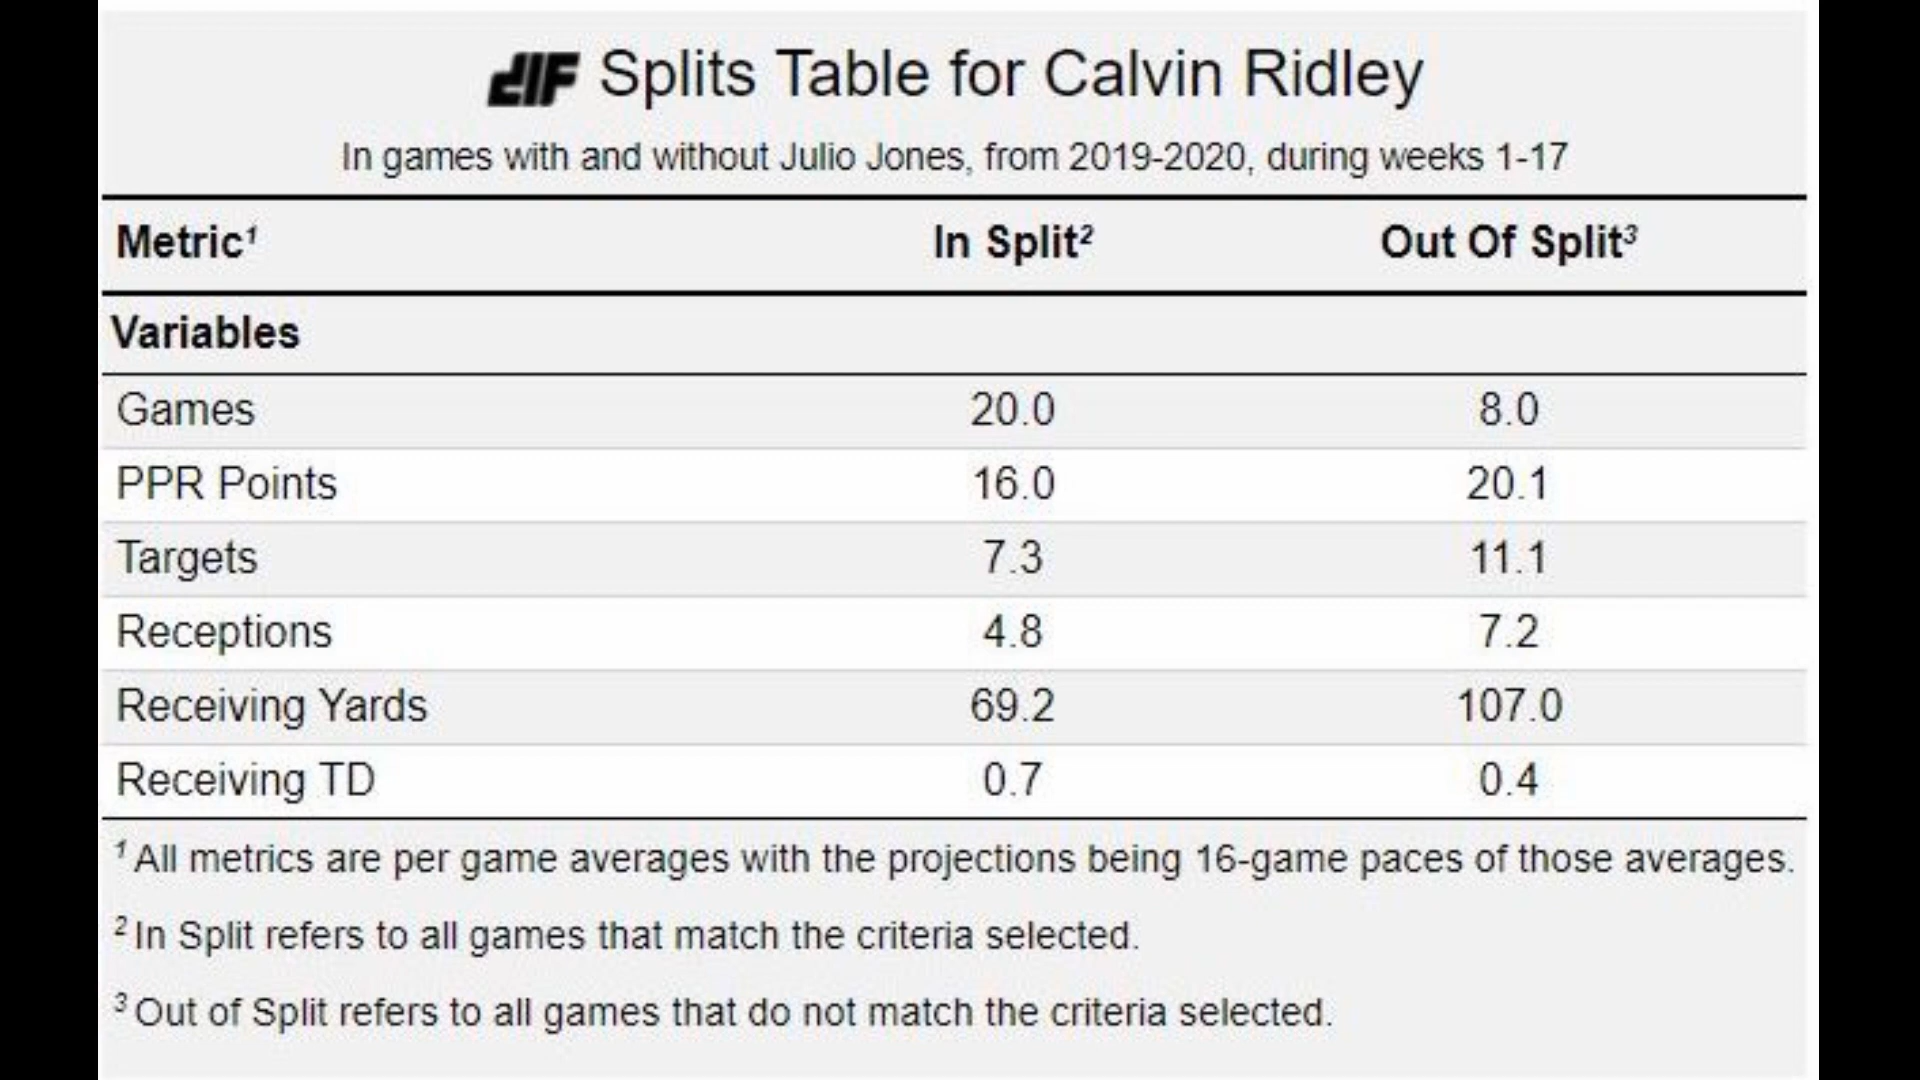 dlF Splits Table for Calvin Ridley
In games with and without Julio Jones, from 2019-2020, during weeks 1-17
Metric¹ In Split² Out Of Split³
Variables
Games 20.0 8.0
PPR Points 16.0 20.1
Targets 7.3 11.1
Receptions 4.8 7.2
Receiving Yards 69.2 107.0
Receiving TD 0.7 0.4
¹ All metrics are per game averages with the projections being 16-game paces of those averages.
² In Split refers to all games that match the criteria selected.
³ Out of Split refers to all games that do not match the criteria selected.